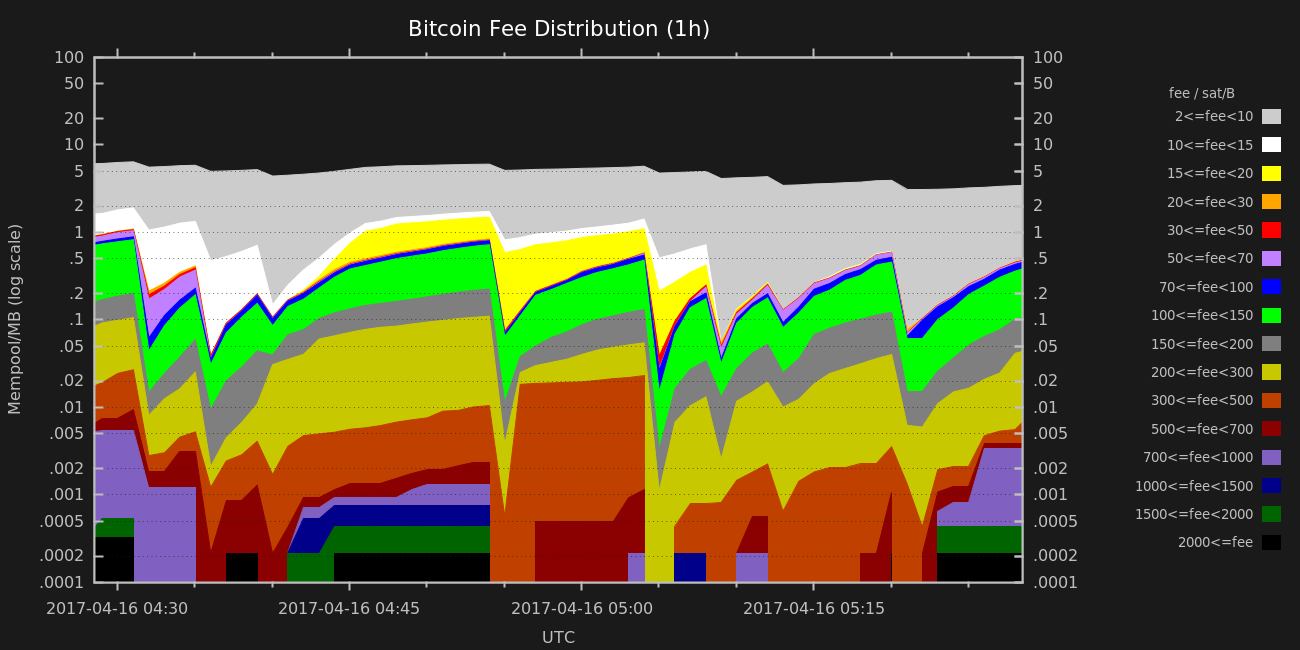 Bitcoin Fee Distribution (1h)
100
50
20
10
5
2
1
.5
.2
.1
.05
.02
.01
.005
.002
.001
.0005
.0002
.0001
Mempool/MB (log scale)
100
50
20
10
5
2
1
.5
.2
.1
.05
.02
.01
.005
.002
.001
.0005
.0002
.0001
2017-04-16 04:30 2017-04-16 04:45 2017-04-16 05:00 2017-04-16 05:15
UTC
fee / sat/B
2<=fee<10
10<=fee<15
15<=fee<20
20<=fee<30
30<=fee<50
50<=fee<70
70<=fee<100
100<=fee<150
150<=fee<200
200<=fee<300
300<=fee<500
500<=fee<700
700<=fee<1000
1000<=fee<1500
1500<=fee<2000
2000<=fee